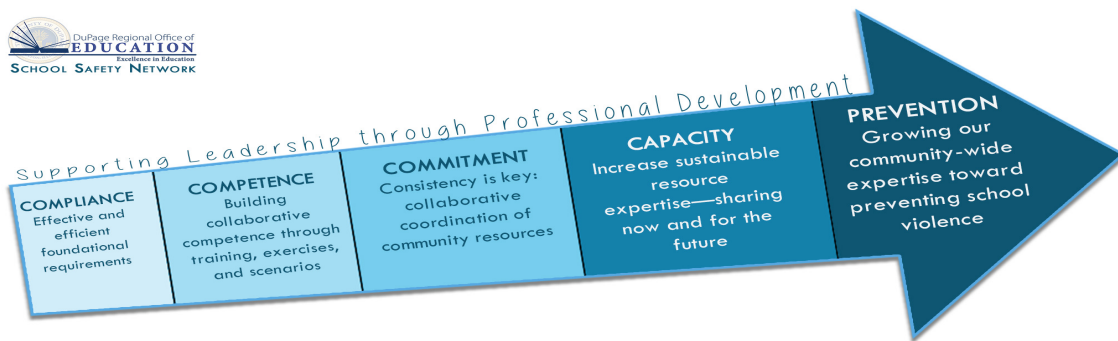 DuPage Regional Office of
EDUCATION
Excellence in Education
SCHOOL SAFETY NETWORK
Supporting Leadership through Professional Development
COMPLIANCE
Effective and
efficient
foundational
requirements
COMPETENCE
Building
collaborative
competence through
training, exercises,
and scenarios
COMMITMENT
Consistency is key:
collaborative
coordination of
community resources
CAPACITY
Increase sustainable
resource
expertise—sharing
now and for the
future
PREVENTION
Growing our
community-wide
expertise toward
preventing school
violence